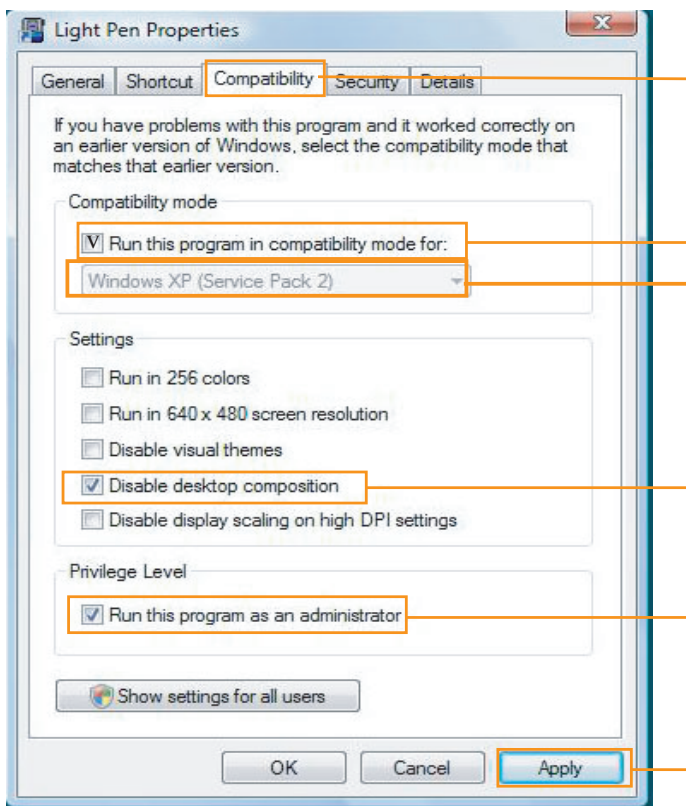 Light Pen Properties
General Shortcut Compatibility Security Details
If you have problems with this program and it worked correctly on
an earlier version of Windows, select the compatibility mode that
matches that earlier version.
Compatibility mode
V Run this program in compatibility mode for:
Windows XP (Service Pack 2)
Settings
Run in 256 colors
Run in 640 x 480 screen resolution
Disable visual themes
Disable desktop composition
Disable display scaling on high DPI settings
Privilege Level
Run this program as an administrator
Show settings for all users
OK Cancel Apply